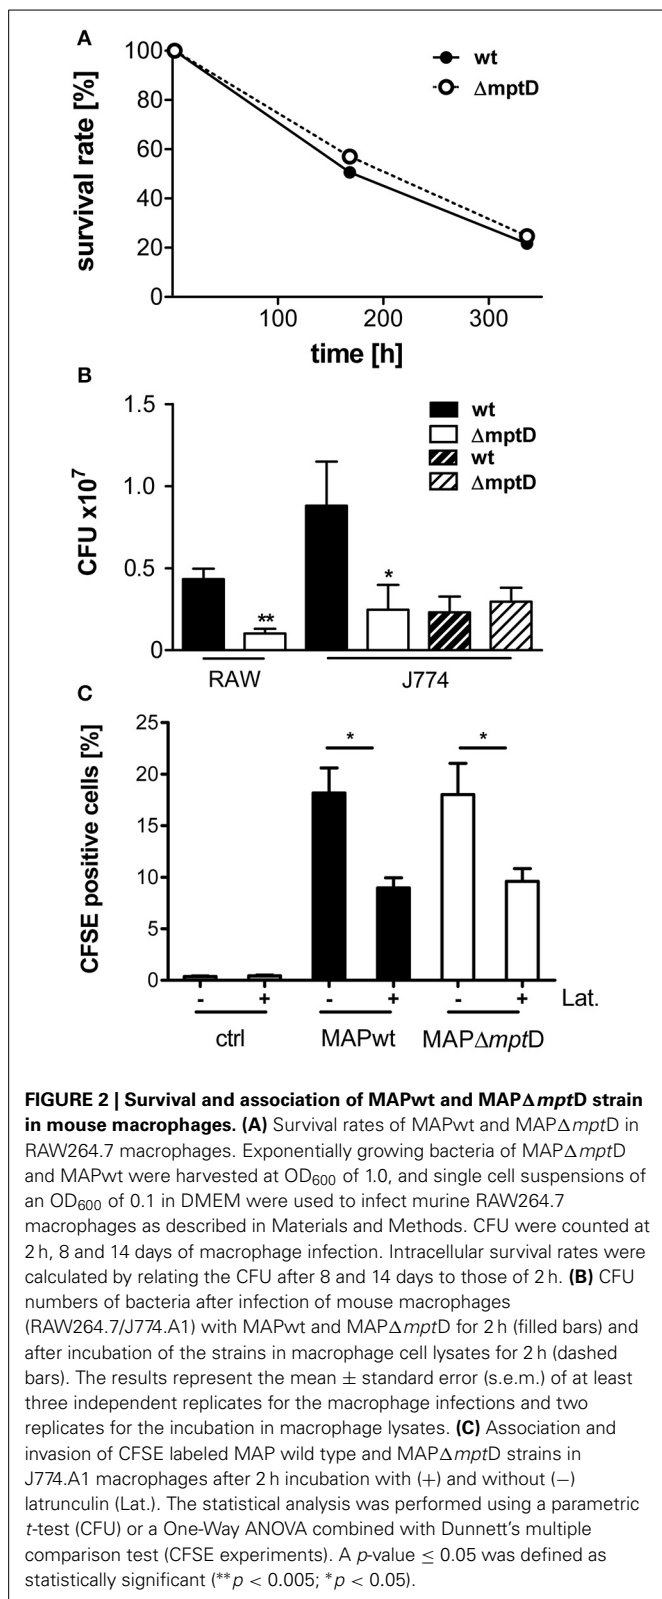 A
100
80
60
40
20
0
survival rate [%]
wt
ΔmptD
100 200 300
time [h]
B
1.5
1.0
0.5
0
CFU x10⁷
wt
ΔmptD
wt
ΔmptD
**
*
RAW J774
C
25
20
15
10
5
0
CFSE positive cells [%]
* *
- + - + - + Lat.
ctrl MAPwt MAPΔmptD
FIGURE 2 | Survival and association of MAPwt and MAPΔmptD strain
in mouse macrophages. (A) Survival rates of MAPwt and MAPΔmptD in
RAW264.7 macrophages. Exponentially growing bacteria of MAPΔmptD
and MAPwt were harvested at OD₆₀₀ of 1.0, and single cell suspensions of
an OD₆₀₀ of 0.1 in DMEM were used to infect murine RAW264.7
macrophages as described in Materials and Methods. CFU were counted at
2 h, 8 and 14 days of macrophage infection. Intracellular survival rates were
calculated by relating the CFU after 8 and 14 days to those of 2 h. (B) CFU
numbers of bacteria after infection of mouse macrophages
(RAW264.7/J774.A1) with MAPwt and MAPΔmptD for 2 h (filled bars) and
after incubation of the strains in macrophage cell lysates for 2 h (dashed
bars). The results represent the mean ± standard error (s.e.m.) of at least
three independent replicates for the macrophage infections and two
replicates for the incubation in macrophage lysates. (C) Association and
invasion of CFSE labeled MAP wild type and MAPΔmptD strains in
J774.A1 macrophages after 2 h incubation with (+) and without (−)
latrunculin (Lat.). The statistical analysis was performed using a parametric
t-test (CFU) or a One-Way ANOVA combined with Dunnett's multiple
comparison test (CFSE experiments). A p-value ≤ 0.05 was defined as
statistically significant (**p < 0.005; *p < 0.05).